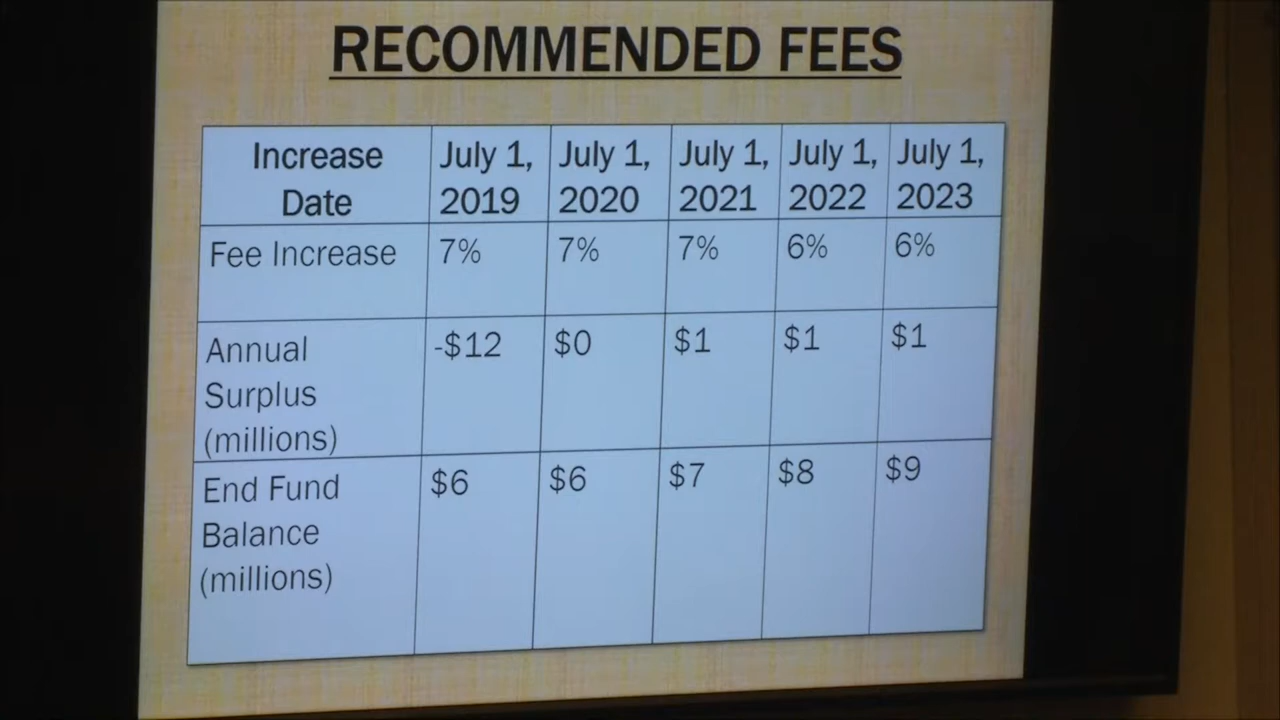 RECOMMENDED FEES
Increase Date July 1, 2019 July 1, 2020 July 1, 2021 July 1, 2022 July 1, 2023
Fee Increase 7% 7% 7% 6% 6%
Annual Surplus (millions) -$12 $0 $1 $1 $1
End Fund Balance (millions) $6 $6 $7 $8 $9